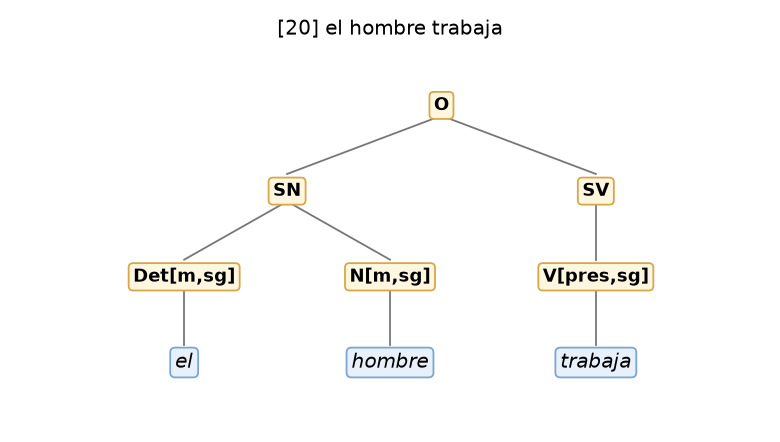 [20] el hombre trabaja
O
SN SV
Det[m,sg] N[m,sg] V[pres,sg]
el hombre trabaja